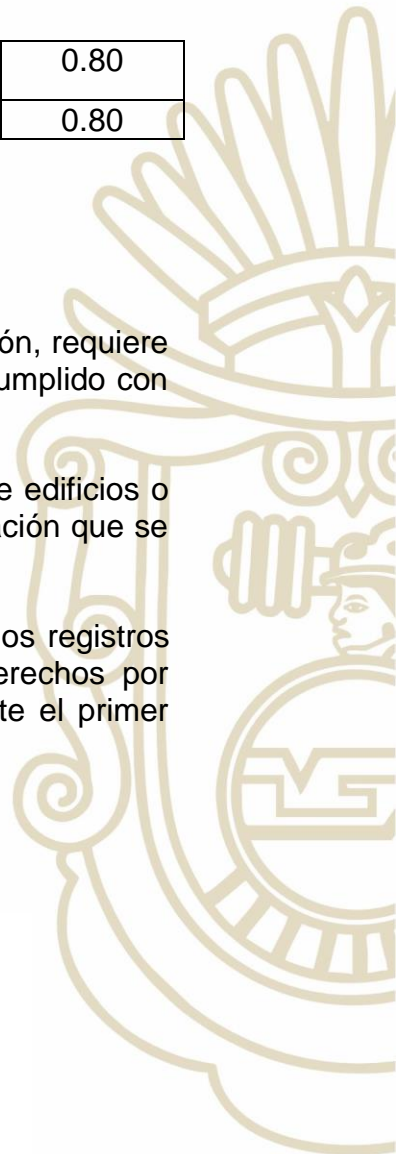 0.80
0.80
ón, requiere
umplido con
e edificios o
ación que se
os registros
erechos por
te el primer